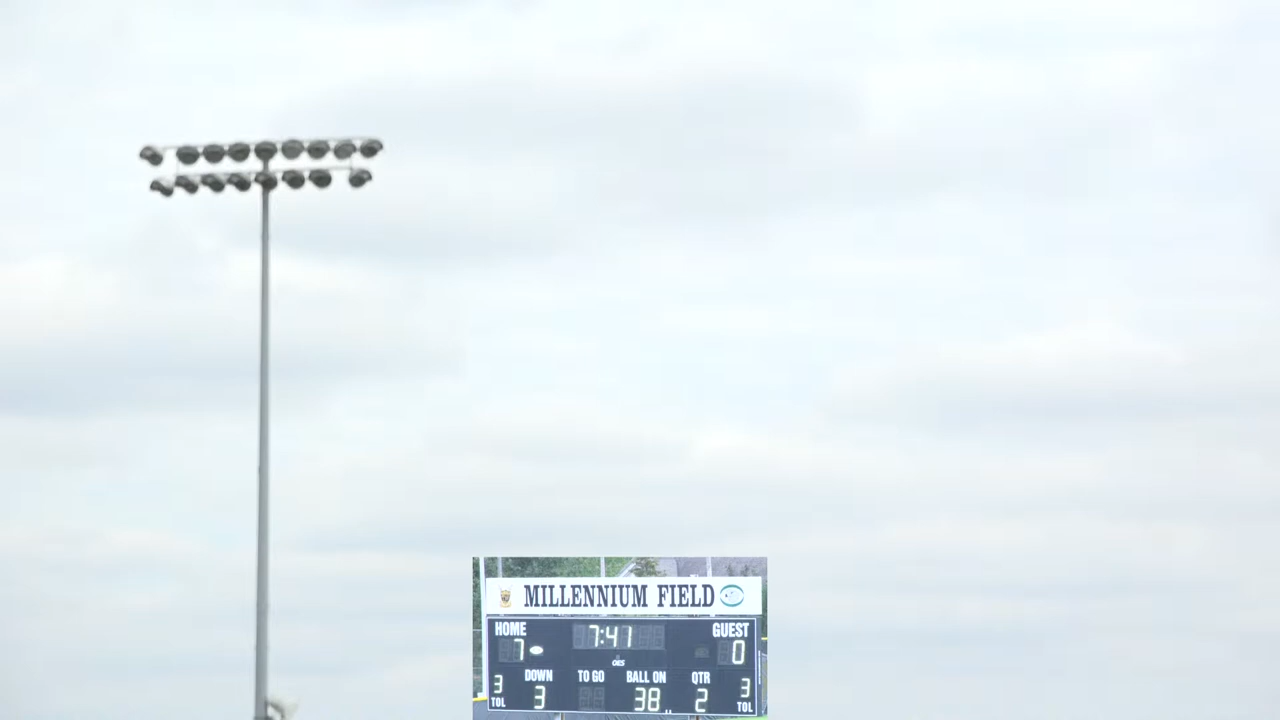 MILLENNIUM FIELD
HOME 7:41 GUEST
7 0
OES
DOWN TO GO BALL ON QTR
3 3 38 2 3
TOL TOL